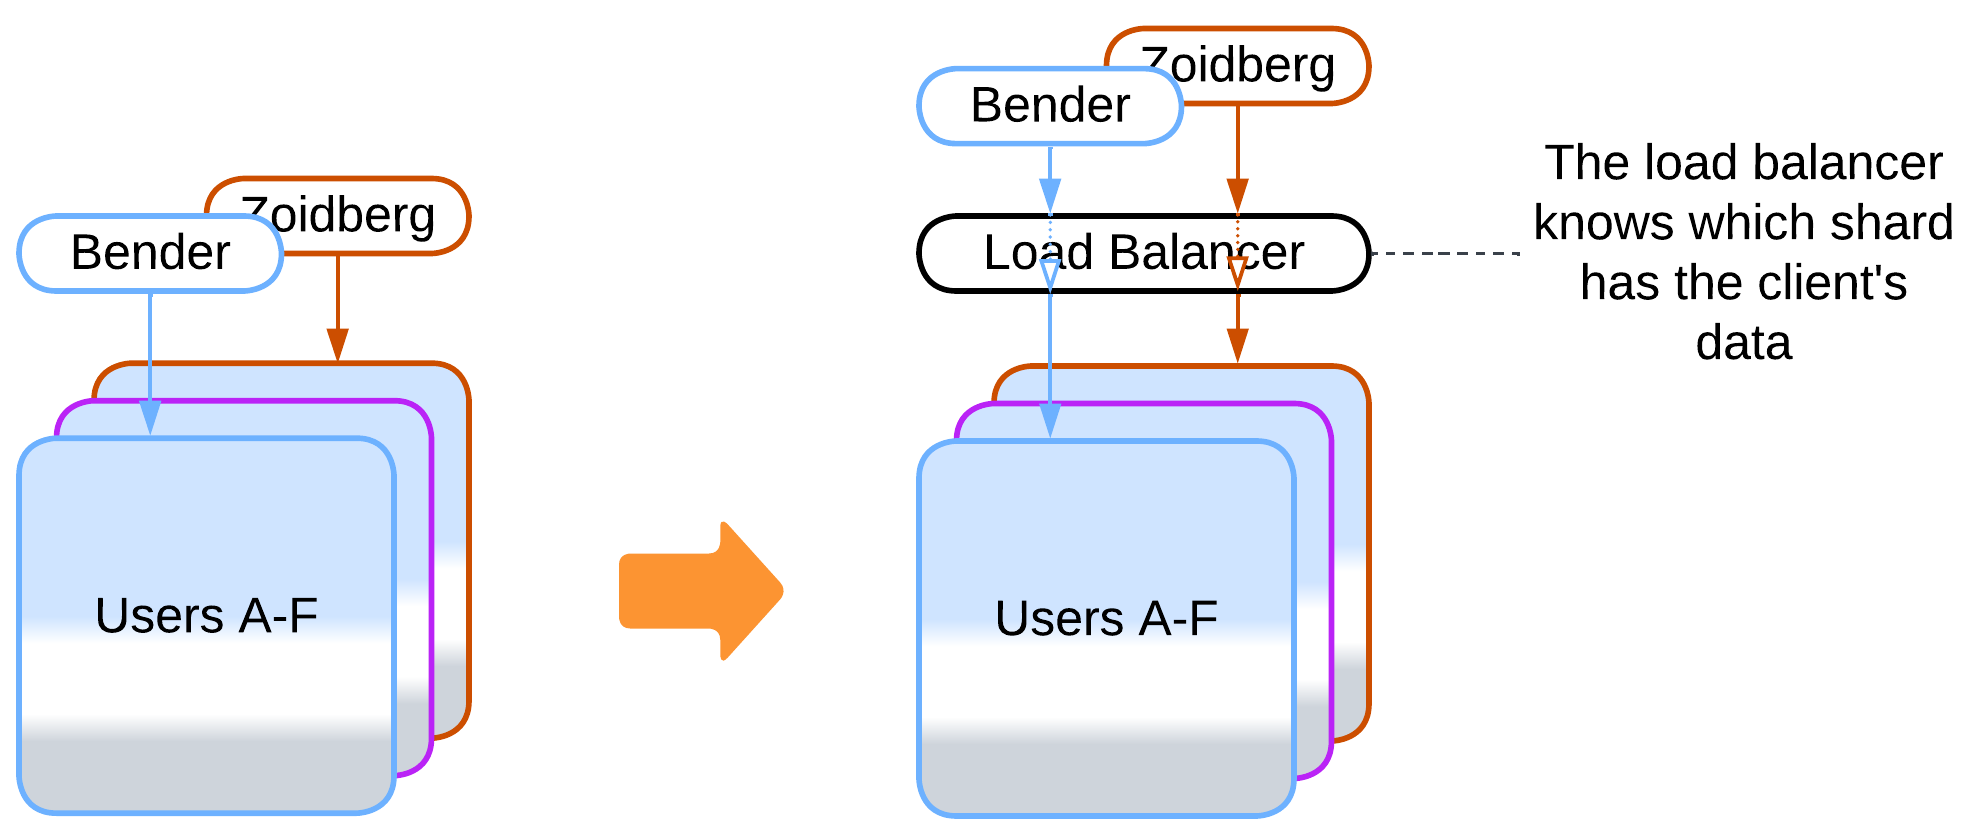 Zoidberg
Bender
Users A-F
Zoidberg
Bender
Load Balancer
The load balancer
knows which shard
has the client's
data
Users A-F